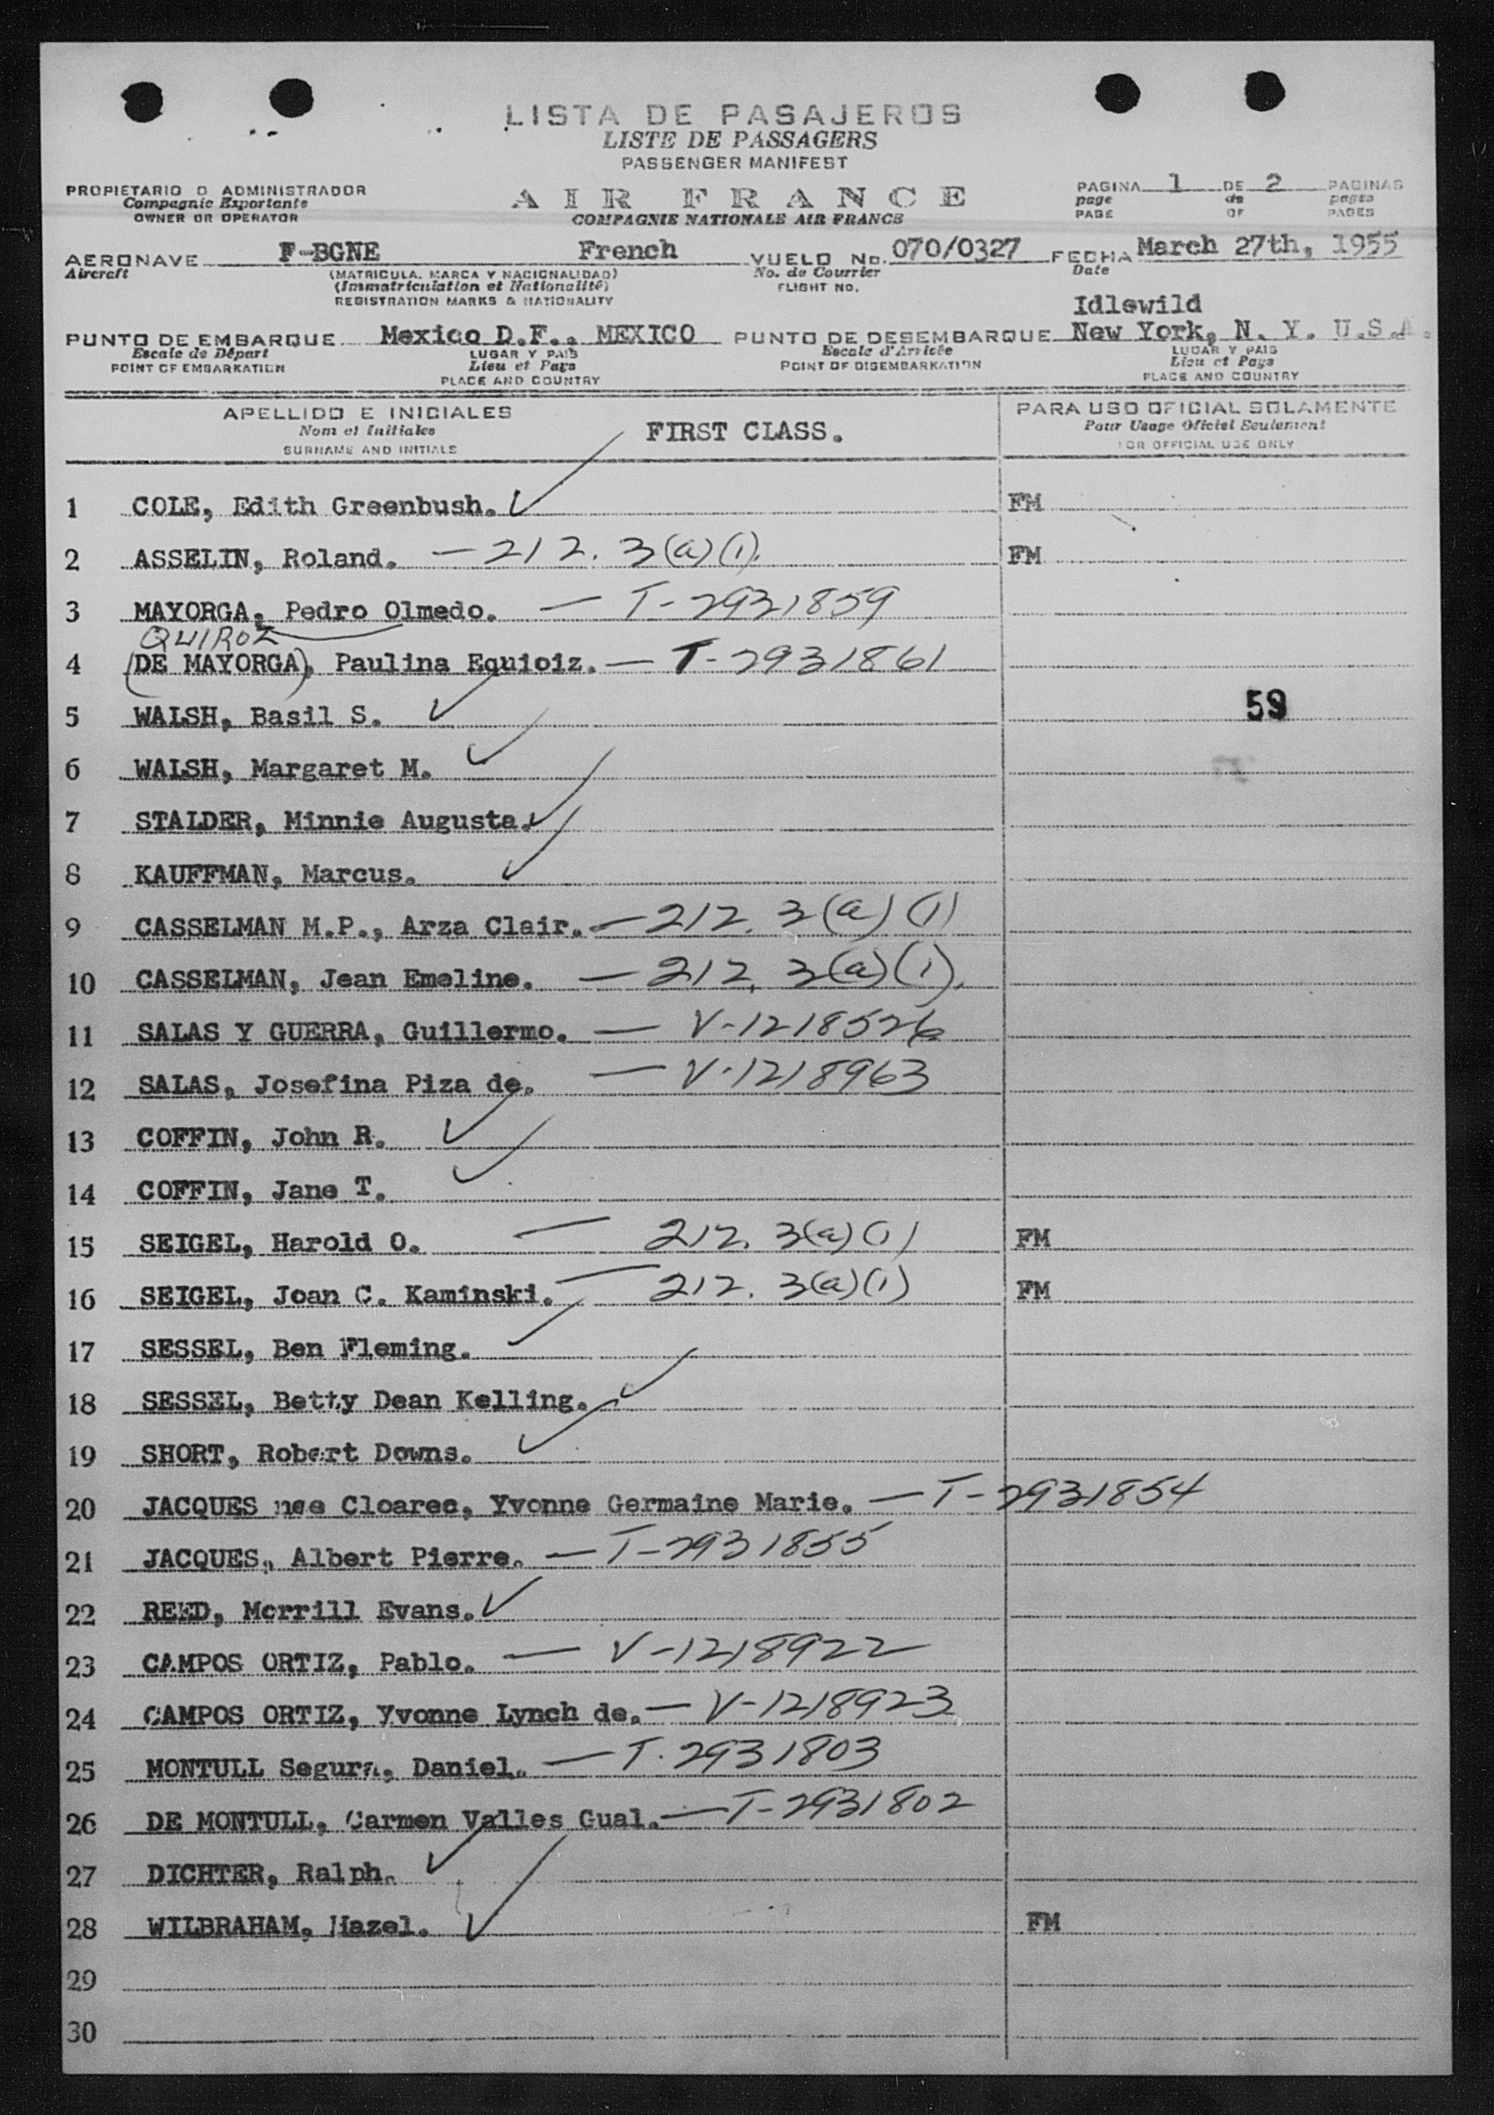 LISTA DE PASAJEROS
LISTE DE PASSAGERS
PASSENGER MANIFEST
PROPIETARIO O ADMINISTRADOR
Compagnie Exportante
OWNER OR OPERATOR
AIR FRANCE
COMPAGNIE NATIONALE AIR FRANCE
PAGINA 1 DE 2 PAGINAS
page de pages
PAGE OF PAGES
AERONAVE F-BGNE French VUELO No. 070/0327 FECHA March 27th, 1955
Aircraft (MATRICULA, MARCA Y NACIONALIDAD) No. de Courrier Date
(Immatriculation et Nationalité) FLIGHT NO.
REGISTRATION MARKS & NATIONALITY
Idlewild
PUNTO DE EMBARQUE Mexico D.F., MEXICO PUNTO DE DESEMBARQUE New York, N. Y. U.S.A.
Escale de Départ LUGAR Y PAIS Escale d'Arrivée LUGAR Y PAIS
POINT OF EMBARKATION Lieu et Pays POINT OF DISEMBARKATION Lieu et Pays
PLACE AND COUNTRY PLACE AND COUNTRY
APELLIDO E INICIALES PARA USO OFICIAL SOLAMENTE
Nom et Initiales FIRST CLASS. Pour Usage Officiel Seulement
SURNAME AND INITIALS FOR OFFICIAL USE ONLY
1 COLE, Edith Greenbush. FM
2 ASSELIN, Roland. — 212.3(a)(1). FM
3 MAYORGA, Pedro Olmedo. — T-2931859
QUIROZ
4 (DE MAYORGA), Paulina Equioiz. — T-2931861
5 WALSH, Basil S. 59
6 WALSH, Margaret M.
7 STALDER, Minnie Augusta.
8 KAUFFMAN, Marcus.
9 CASSELMAN M.P., Arza Clair. — 212.3(a)(1)
10 CASSELMAN, Jean Emeline. — 212.3(a)(1).
11 SALAS Y GUERRA, Guillermo. — V-1218526
12 SALAS, Josefina Piza de. — V-1218963
13 COFFIN, John R.
14 COFFIN, Jane T.
15 SEIGEL, Harold O. — 212.3(a)(1) FM
16 SEIGEL, Joan C. Kaminski. — 212.3(a)(1) FM
17 SESSEL, Ben Fleming.
18 SESSEL, Betty Dean Kelling.
19 SHORT, Robert Downs.
20 JACQUES nee Cloarec, Yvonne Germaine Marie. — T-2931854
21 JACQUES, Albert Pierre. — T-2931855
22 REED, Merrill Evans.
23 CAMPOS ORTIZ, Pablo. — V-1218922
24 CAMPOS ORTIZ, Yvonne Lynch de. — V-1218923
25 MONTULL Segura, Daniel. — T-2931803
26 DE MONTULL, Carmen Valles Gual. — T-2931802
27 DICHTER, Ralph.
28 WILBRAHAM, Hazel. FM
29
30